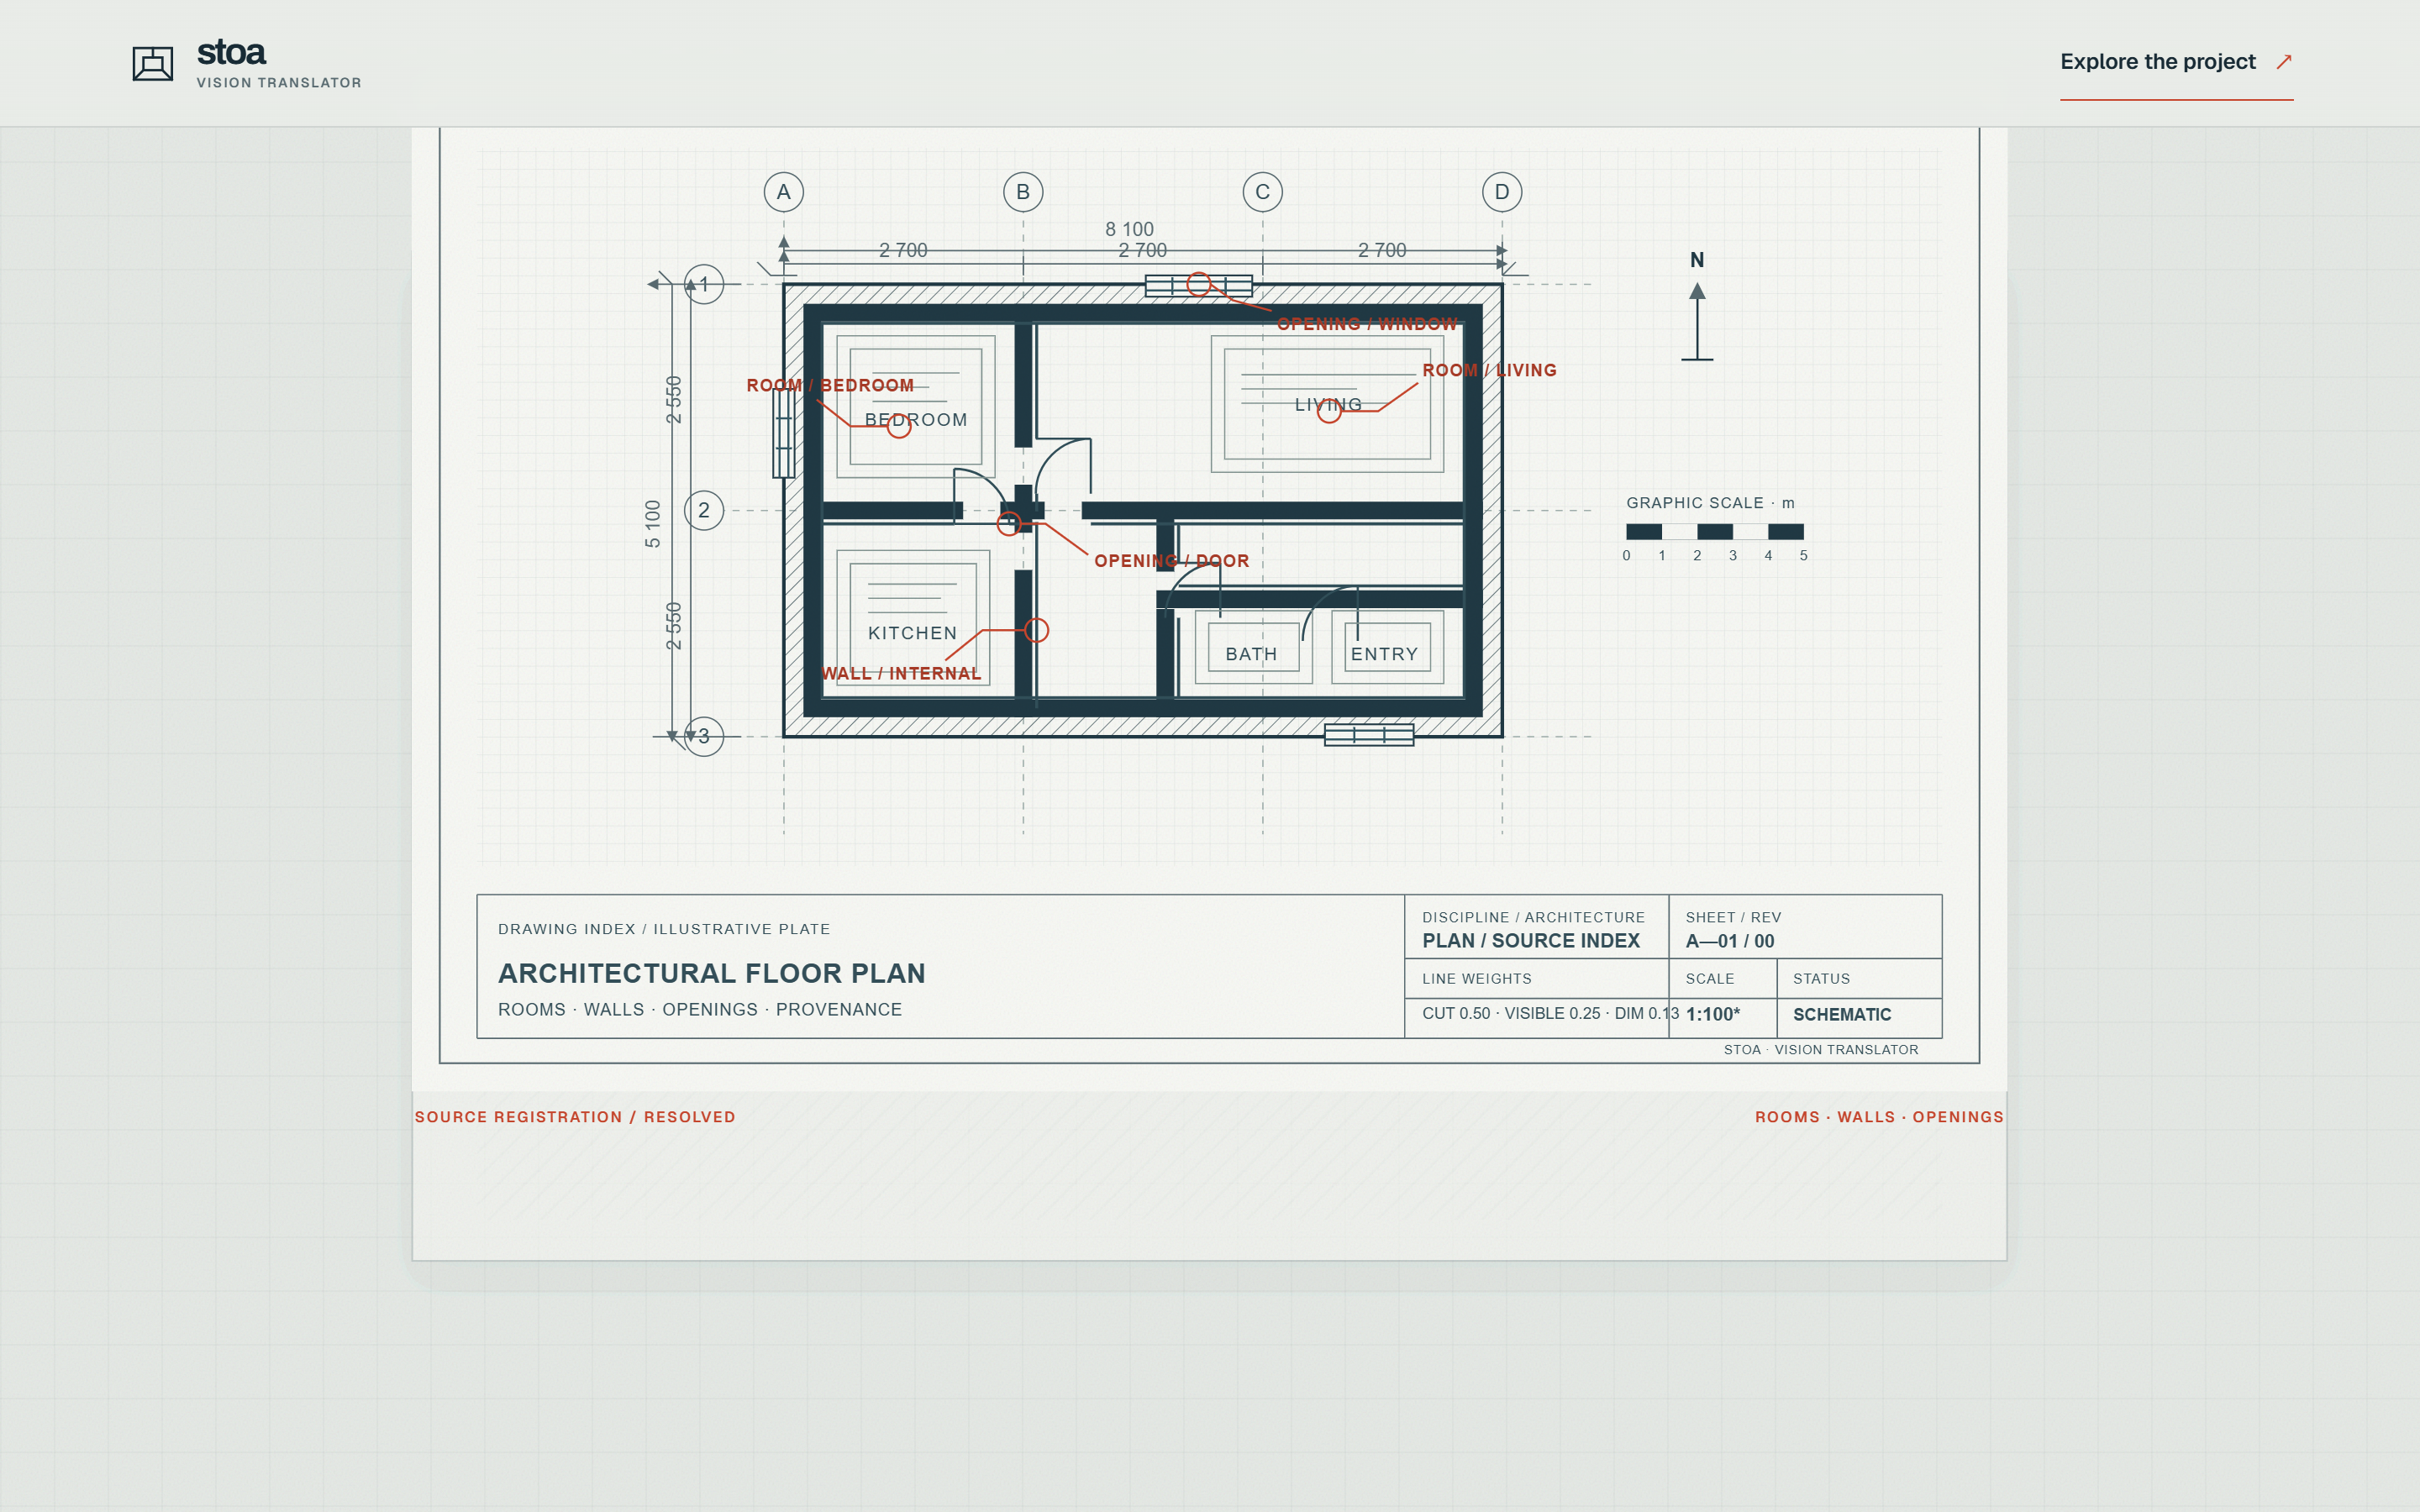 stoa
VISION TRANSLATOR
Explore the project ↗
A
B
C
D
8 100
2 700
2 700
2 700
N
1
OPENING / WINDOW
ROOM / LIVING
ROOM / BEDROOM
2 550
LIVING
BEDROOM
GRAPHIC SCALE · m
2
5 100
0 1 2 3 4 5
OPENING / DOOR
2 550
KITCHEN
BATH
ENTRY
WALL / INTERNAL
3
DRAWING INDEX / ILLUSTRATIVE PLATE
ARCHITECTURAL FLOOR PLAN
ROOMS · WALLS · OPENINGS · PROVENANCE
DISCIPLINE / ARCHITECTURE
PLAN / SOURCE INDEX
SHEET / REV
A—01 / 00
LINE WEIGHTS
CUT 0.50 · VISIBLE 0.25 · DIM 0.13
SCALE
1:100*
STATUS
SCHEMATIC
STOA · VISION TRANSLATOR
SOURCE REGISTRATION / RESOLVED
ROOMS · WALLS · OPENINGS